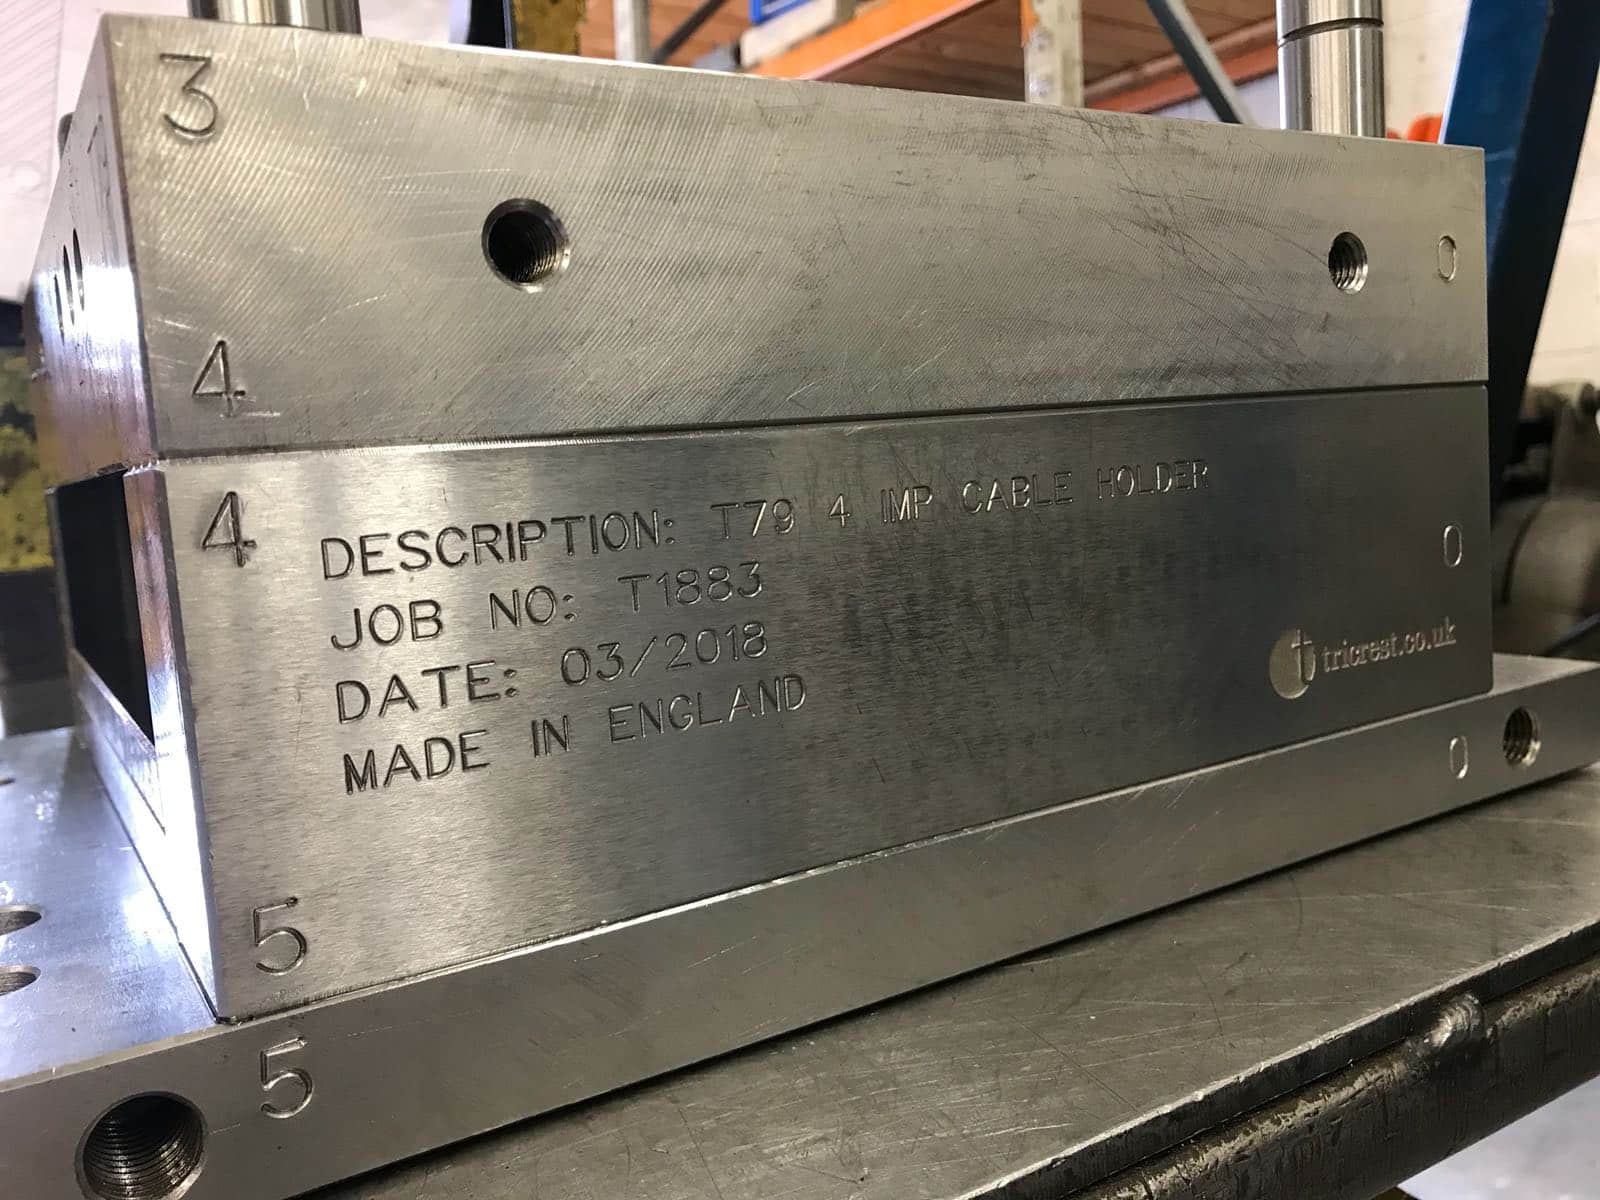 3
0
4
4
DESCRIPTION: T79 4 IMP CABLE HOLDER
JOB NO: T1883
DATE: 03/2018
MADE IN ENGLAND
0
t tricrest.co.uk
0
5
5